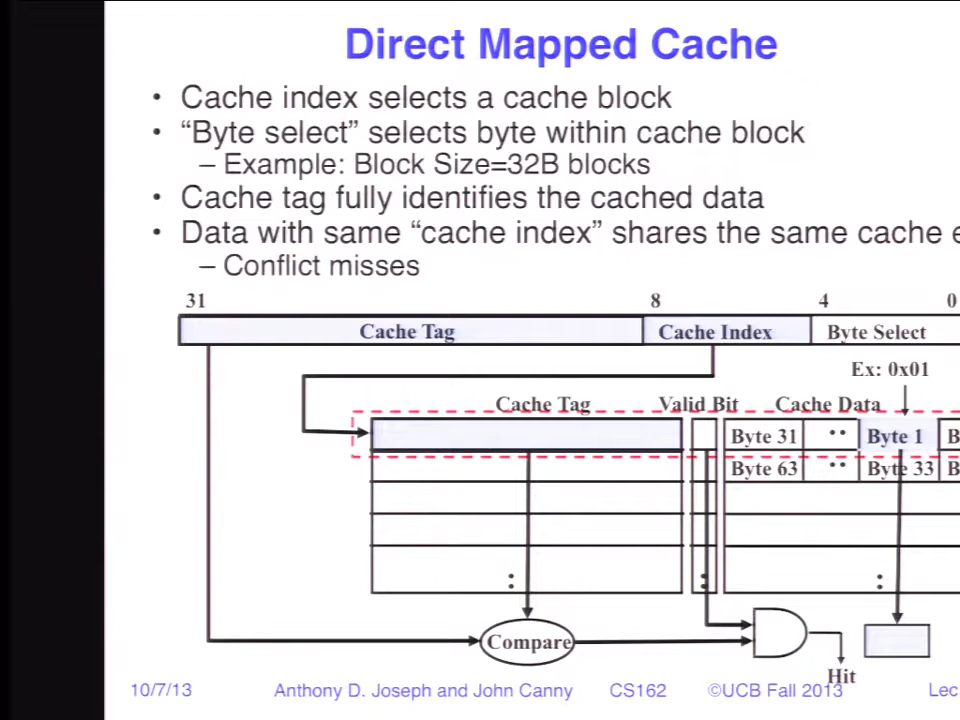 Direct Mapped Cache
• Cache index selects a cache block
• “Byte select” selects byte within cache block
– Example: Block Size=32B blocks
• Cache tag fully identifies the cached data
• Data with same “cache index” shares the same cache
– Conflict misses
31 8 4 0
Cache Tag Cache Index Byte Select
Ex: 0x01
Cache Tag Valid Bit Cache Data
Byte 31 •• Byte 1 B
Byte 63 •• Byte 33 B
: : :
Compare
Hit
10/7/13 Anthony D. Joseph and John Canny CS162 ©UCB Fall 2013 Lec